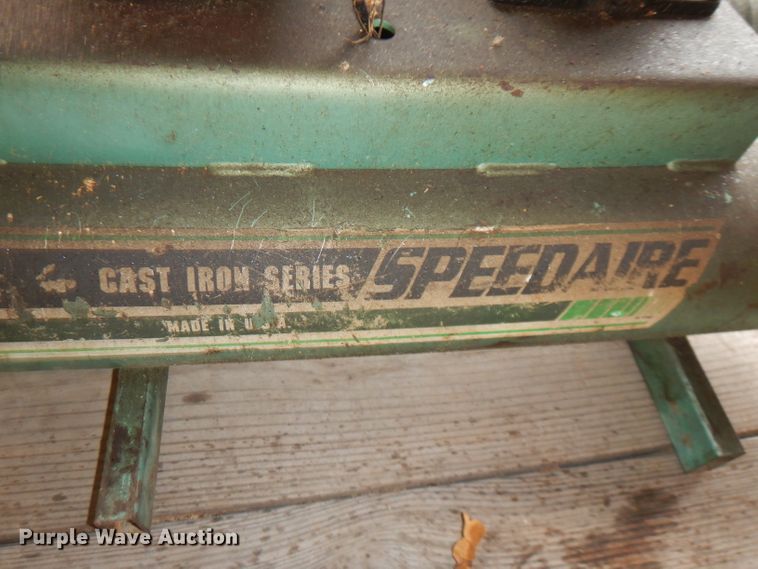 CAST IRON SERIES SPEEDAIRE
MADE IN U.S.A.
Purple Wave Auction